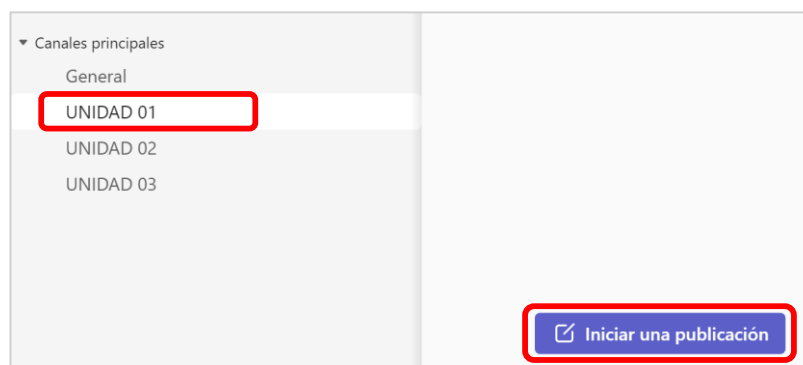 Canales principales
General
UNIDAD 01
UNIDAD 02
UNIDAD 03
Iniciar una publicación